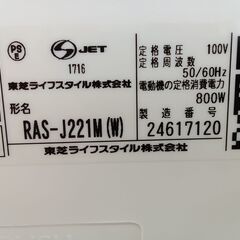 PS
E
JET
1716
東芝ライフスタイル株式会社
定格電圧 100V
定格周波数
50/60Hz
電動機の定格消費電力
800W
形名
RAS-J221M(W)
製造番号
24617120
東芝ライフスタイル株式会社